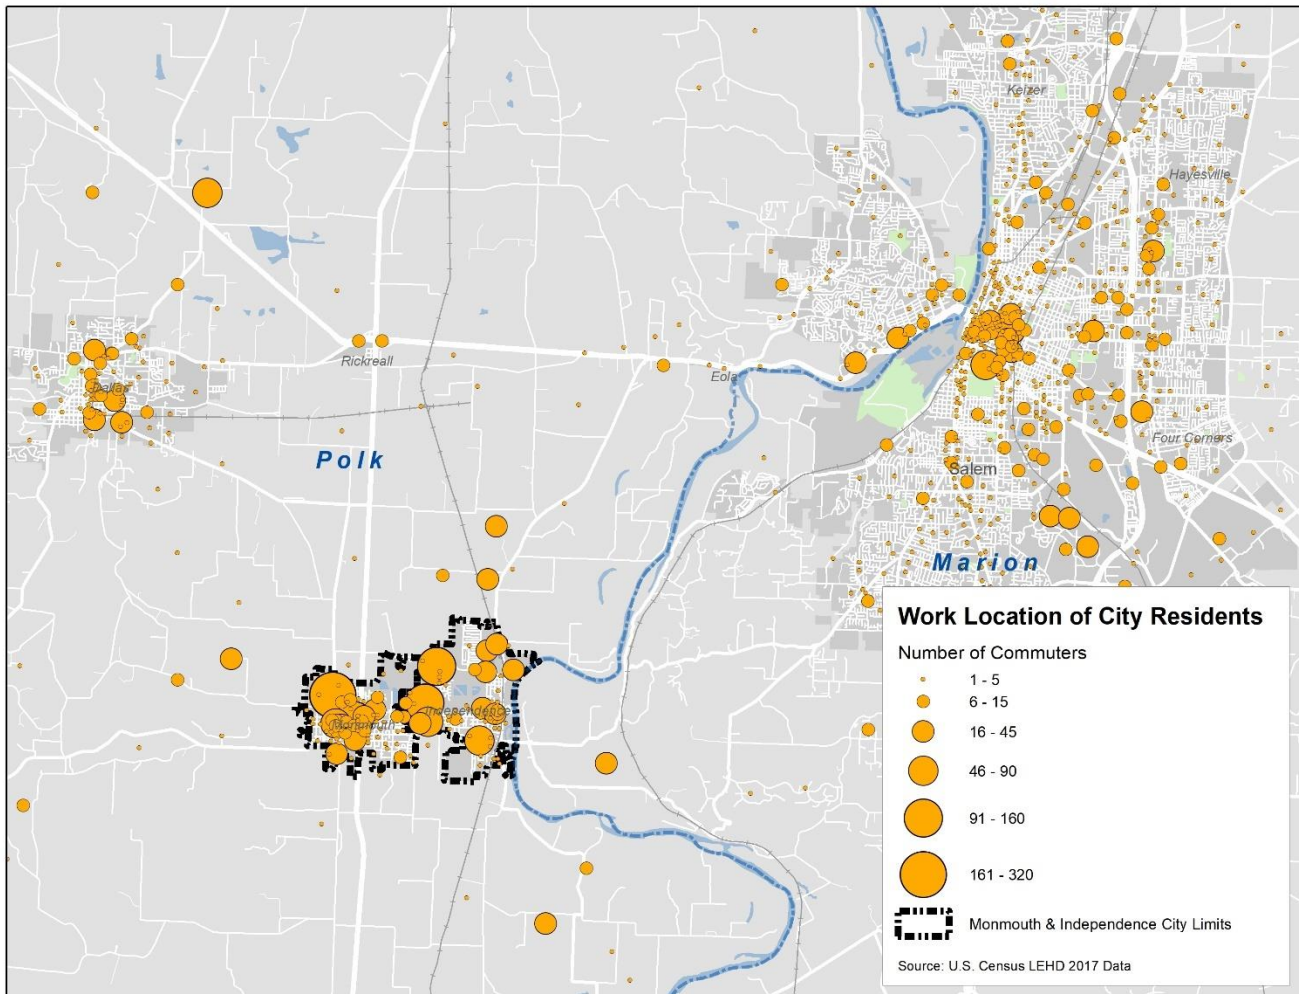 Keizer
Hayesville
Rickreall
Eola
Dallas
Four Corners
Polk
Salem
Marion
Independence
Monmouth
Work Location of City Residents
Number of Commuters
1 - 5
6 - 15
16 - 45
46 - 90
91 - 160
161 - 320
Monmouth & Independence City Limits
Source: U.S. Census LEHD 2017 Data